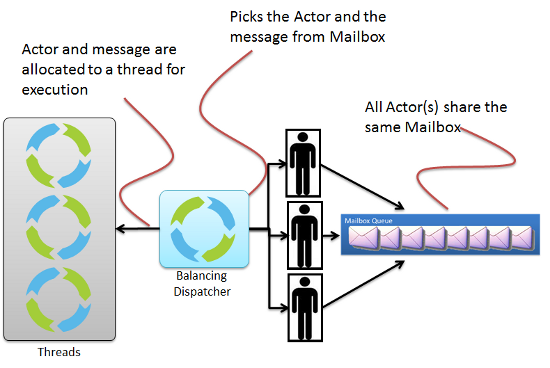 Picks the Actor and the
message from Mailbox
Actor and message are
allocated to a thread for
execution
All Actor(s) share the
same Mailbox
Mailbox Queue
Balancing
Dispatcher
Threads